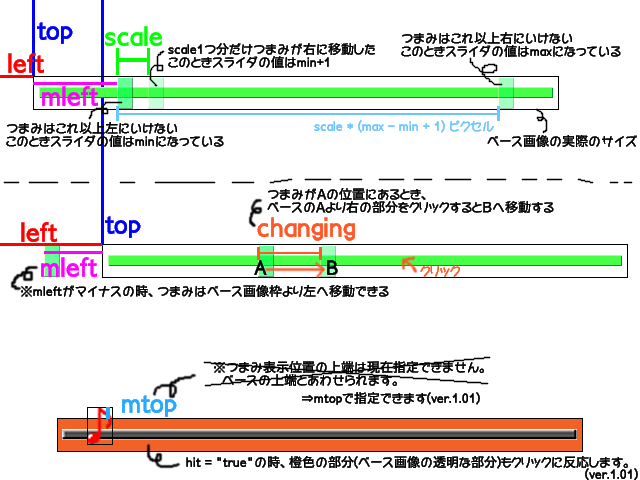 top
scale
scale1つ分だけつまみが右に移動した
このときスライダの値はmin+1
つまみはこれ以上右にいけない
このときスライダの値はmaxになっている
left
mleft
つまみはこれ以上左にいけない
このときスライダの値はminになっている
scale * (max - min + 1) ピクセル
ベース画像の実際のサイズ
つまみがAの位置にあるとき、
ベースのAより右の部分をクリックするとBへ移動する
left
top
changing
mleft
A
B
クリック
※mleftがマイナスの時、つまみはベース画像枠より左へ移動できる
※つまみ表示位置の上端は現在指定できません。
ベースの上端とあわせられます。
⇒mtopで指定できます(ver.1.01)
mtop
hit = "true"の時、橙色の部分(ベース画像の透明な部分)もクリックに反応します。
(ver.1.01)